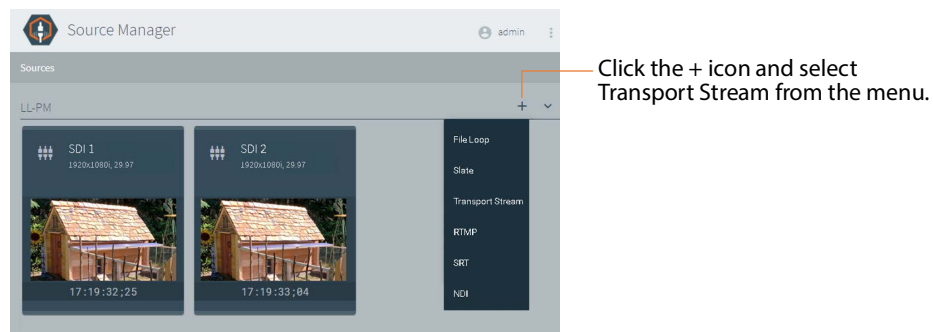 Source Manager
admin
Sources
LL-PM
Click the + icon and select
Transport Stream from the menu.
SDI 1
1920x1080i, 29.97
17:19:32;25
SDI 2
1920x1080i, 29.97
17:19:33;04
File Loop
Slate
Transport Stream
RTMP
SRT
NDI